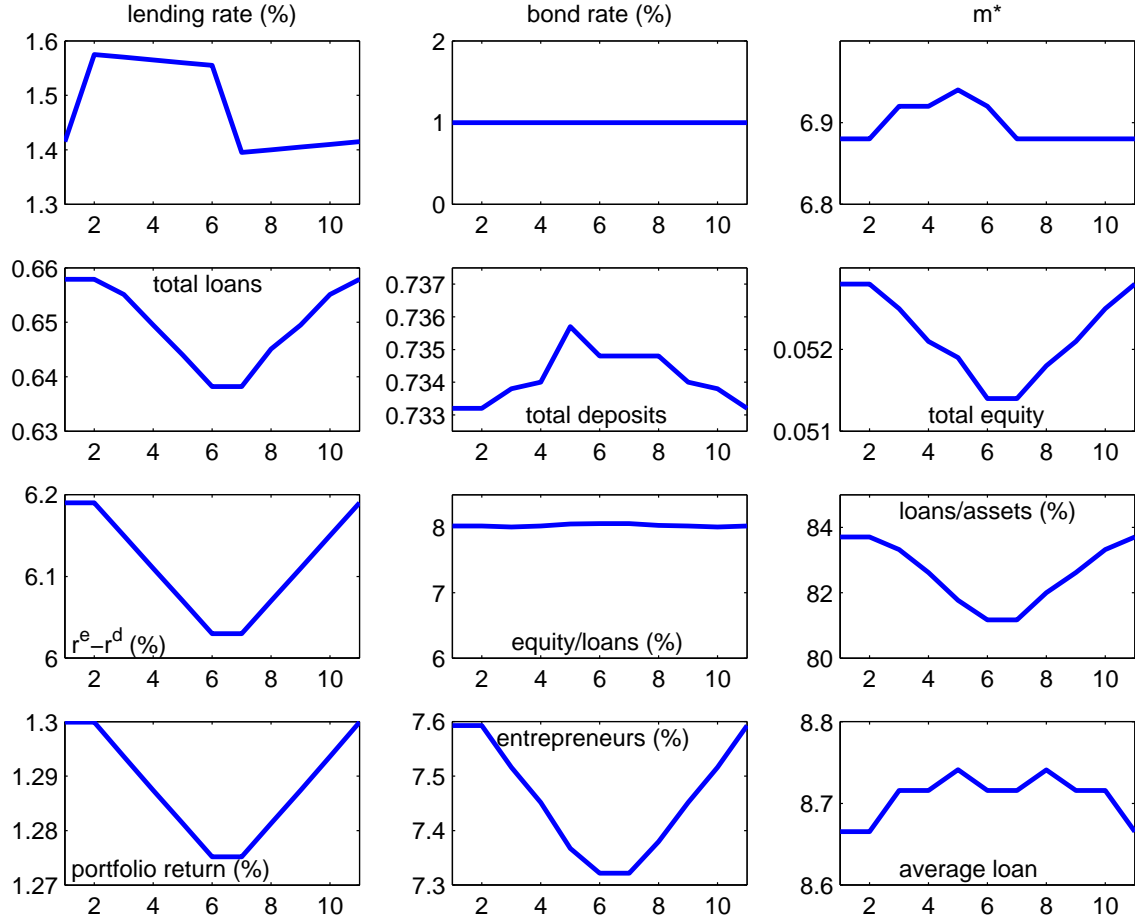 lending rate (%)
bond rate (%)
m*
1.6
1.5
1.4
1.3
2 4 6 8 10
2
1
0
2 4 6 8 10
6.9
6.8
2 4 6 8 10
total loans
0.66
0.65
0.64
0.63
2 4 6 8 10
0.737
0.736
0.735
0.734
0.733
total deposits
2 4 6 8 10
0.052
0.051
total equity
2 4 6 8 10
6.2
6.1
6
r^e−r^d (%)
2 4 6 8 10
8
7
6
equity/loans (%)
2 4 6 8 10
loans/assets (%)
84
82
80
2 4 6 8 10
1.3
1.29
1.28
1.27
portfolio return (%)
2 4 6 8 10
7.6
entrepreneurs (%)
7.5
7.4
7.3
2 4 6 8 10
8.8
8.7
8.6
average loan
2 4 6 8 10